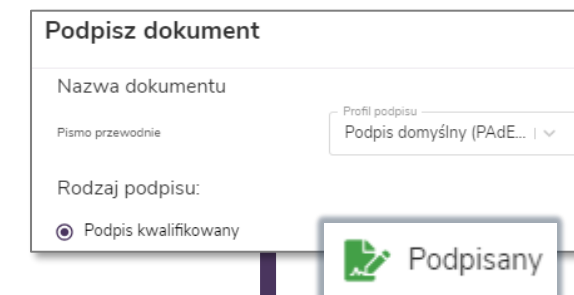 Podpisz dokument
Nazwa dokumentu
Profil podpisu
Pismo przewodnie
Podpis domyślny (PAdE...
Rodzaj podpisu:
Podpis kwalifikowany
Podpisany